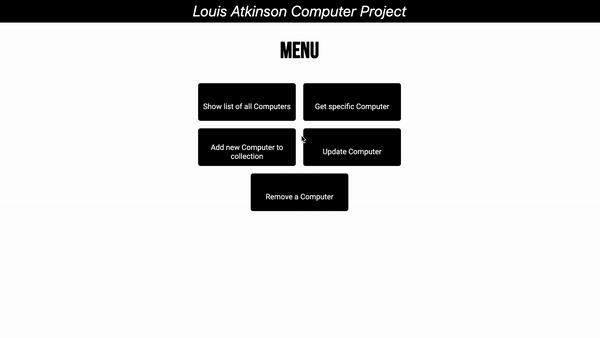 Louis Atkinson Computer Project
MENU
Show list of all Computers
Get specific Computer
Add new Computer to
collection
Update Computer
Remove a Computer